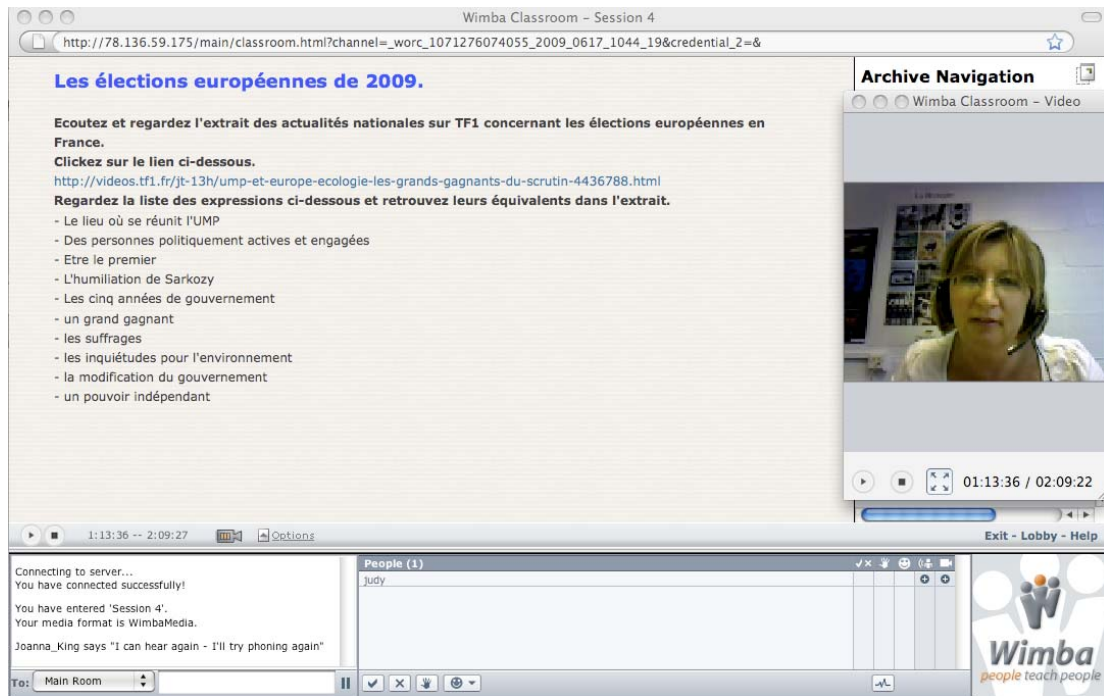 Wimba Classroom – Session 4
http://78.136.59.175/main/classroom.html?channel=_worc_1071276074055_2009_0617_1044_19&credential_2=&
Les élections européennes de 2009.
Ecoutez et regardez l'extrait des actualités nationales sur TF1 concernant les élections européennes en
France.
Clickez sur le lien ci-dessous.
http://videos.tf1.fr/jt-13h/ump-et-europe-ecologie-les-grands-gagnants-du-scrutin-4436788.html
Regardez la liste des expressions ci-dessous et retrouvez leurs équivalents dans l'extrait.
- Le lieu où se réunit l'UMP
- Des personnes politiquement actives et engagées
- Etre le premier
- L'humiliation de Sarkozy
- Les cinq années de gouvernement
- un grand gagnant
- les suffrages
- les inquiétudes pour l'environnement
- la modification du gouvernement
- un pouvoir indépendant
Archive Navigation
Wimba Classroom – Video
01:13:36 / 02:09:22
1:13:36 -- 2:09:27
Options
Exit - Lobby - Help
Connecting to server...
You have connected successfully!
You have entered 'Session 4'.
Your media format is WimbaMedia.
Joanna_King says "I can hear again - I'll try phoning again"
To: Main Room
People (1)
judy
Wimba
people teach people